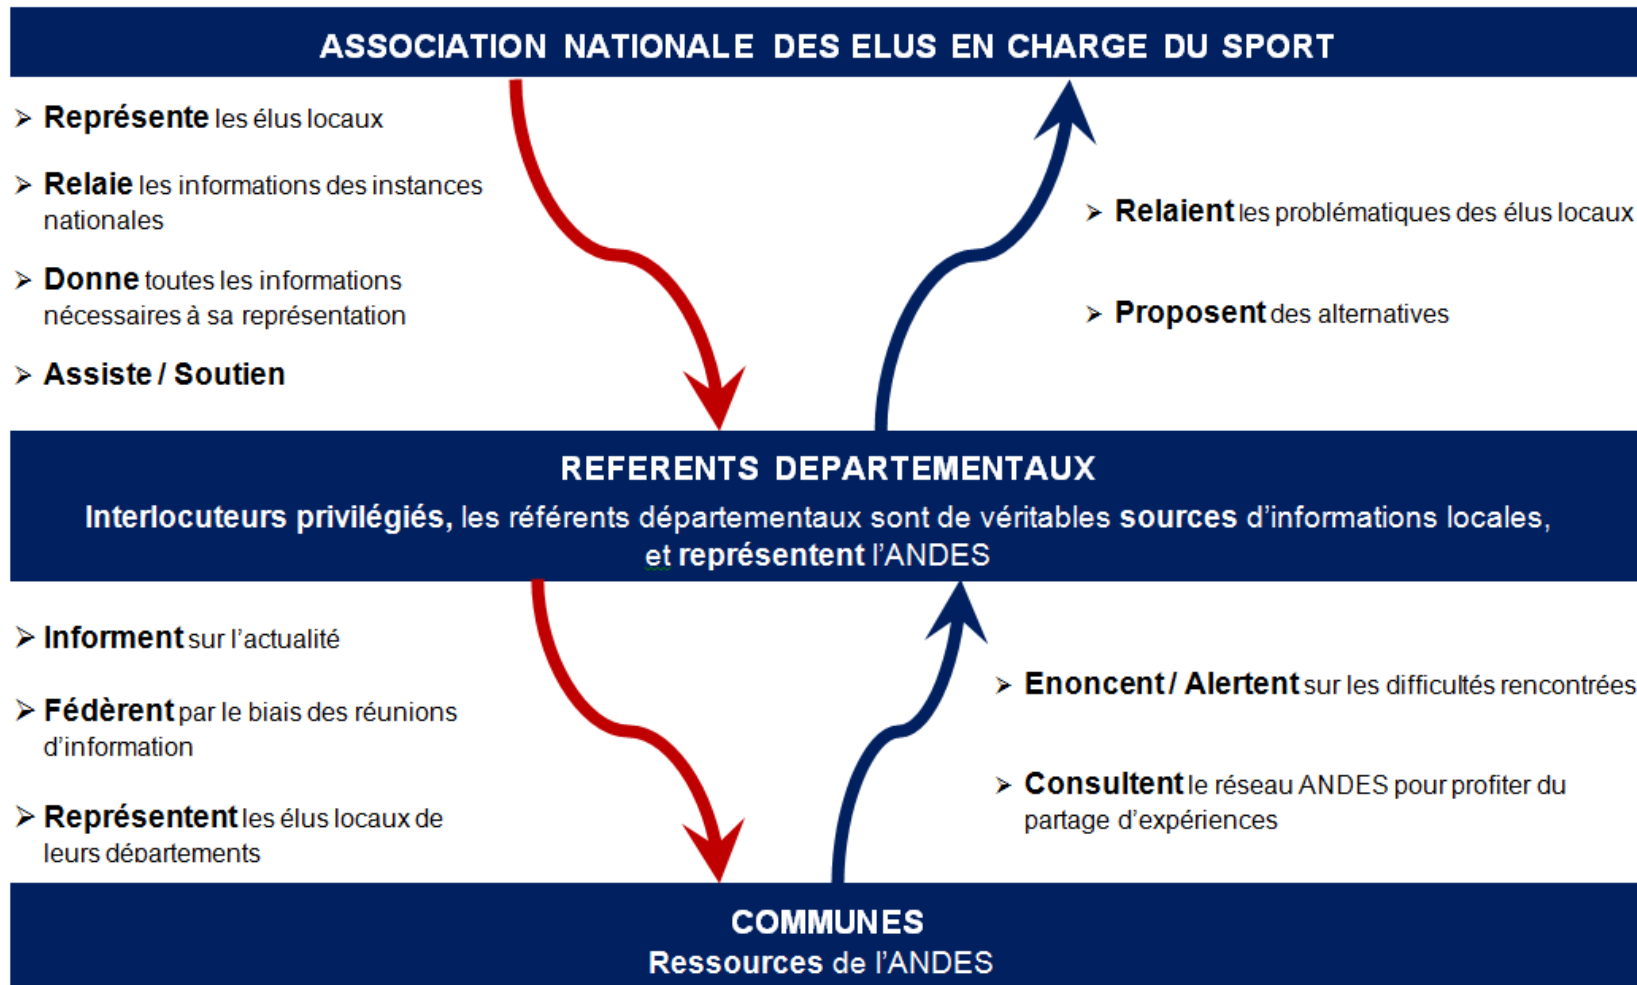 ASSOCIATION NATIONALE DES ELUS EN CHARGE DU SPORT
➢ Représente les élus locaux
➢ Relaie les informations des instances
nationales
➢ Donne toutes les informations
nécessaires à sa représentation
➢ Assiste / Soutien
➢ Relaient les problématiques des élus locaux
➢ Proposent des alternatives
REFERENTS DEPARTEMENTAUX
Interlocuteurs privilégiés, les référents départementaux sont de véritables sources d'informations locales,
et représentent l'ANDES
➢ Informent sur l'actualité
➢ Fédèrent par le biais des réunions
d'information
➢ Représentent les élus locaux de
leurs départements
➢ Enoncent / Alertent sur les difficultés rencontrées
➢ Consultent le réseau ANDES pour profiter du
partage d'expériences
COMMUNES
Ressources de l'ANDES